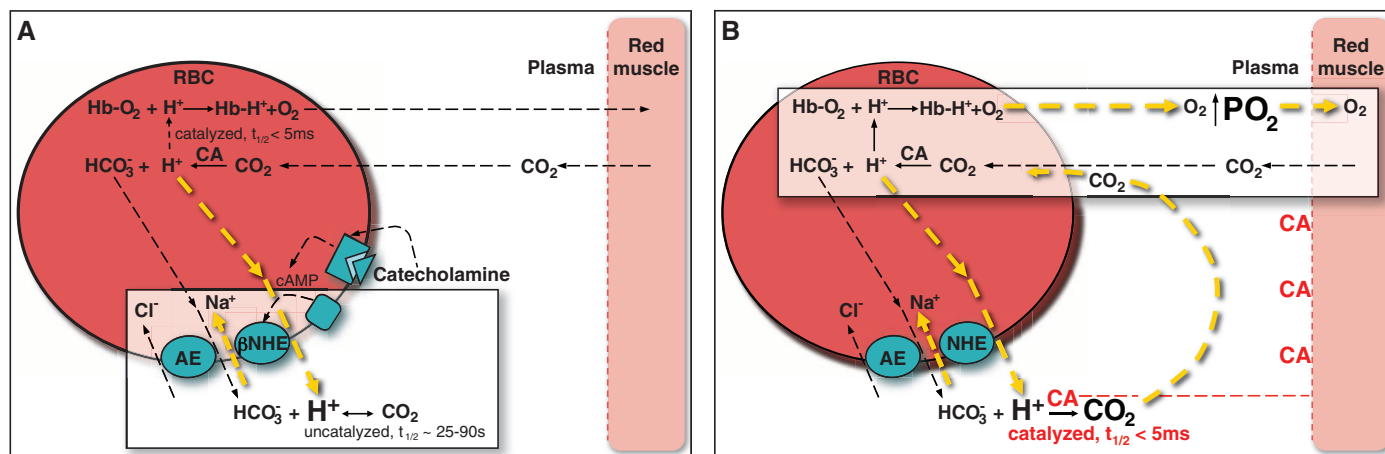 A
RBC
Plasma
Red
muscle
Hb-O₂ + H⁺ → Hb-H⁺+O₂
catalyzed, t₁/₂ < 5ms
HCO₃⁻ + H⁺ ← CA CO₂
CO₂
cAMP
Catecholamine
Cl⁻
Na⁺
AE
βNHE
HCO₃⁻ + H⁺ ↔ CO₂
uncatalyzed, t₁/₂ ~ 25-90s
B
RBC
Plasma
Red
muscle
Hb-O₂ + H⁺ → Hb-H⁺+O₂
O₂ ↑PO₂
O₂
HCO₃⁻ + H⁺ ← CA CO₂
CO₂
CO₂
CA
CA
CA
Cl⁻
Na⁺
AE
NHE
HCO₃⁻ + H⁺ → CA CO₂
catalyzed, t₁/₂ < 5ms